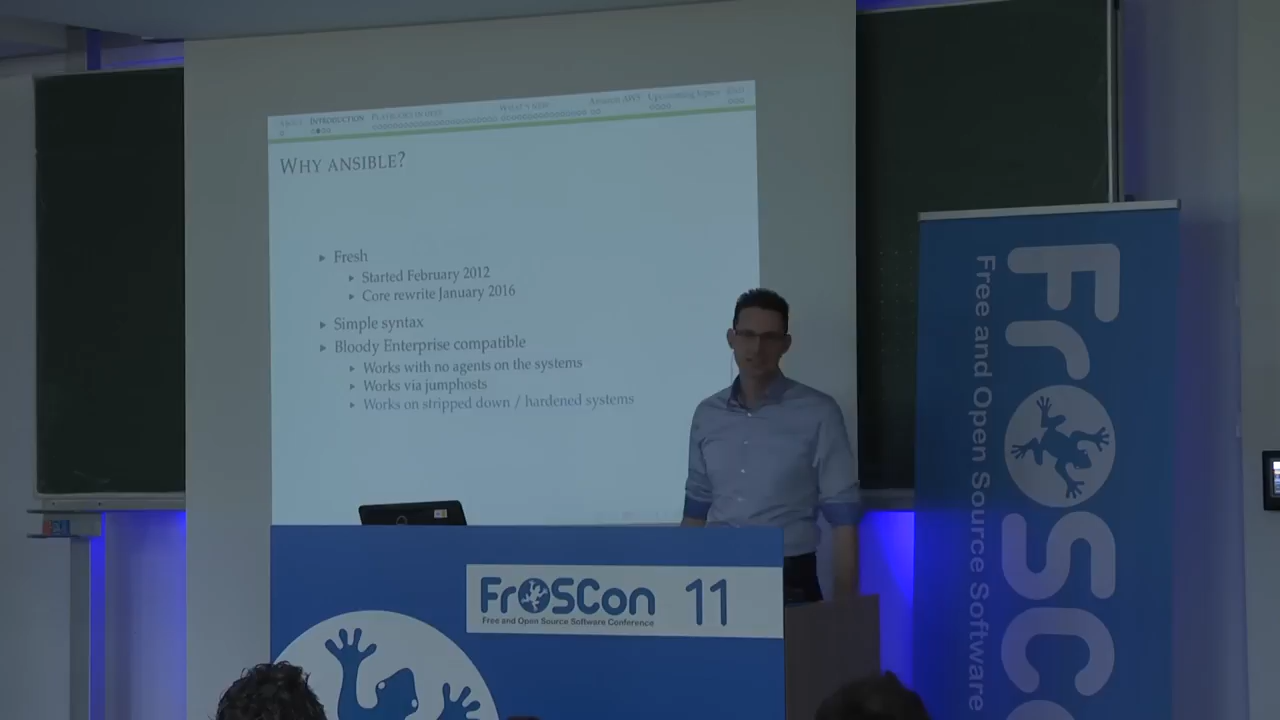 INTRODUCTION
WHY ANSIBLE?
Fresh
Started February 2012
Core rewrite January 2016
Simple syntax
Bloody Enterprise compatible
Works with no agents on the systems
Works via jumphosts
Works on stripped down / hardened systems
FrOSCon 11
Free and Open Source Software Conference
FrOSCo
Free and Open Source Software